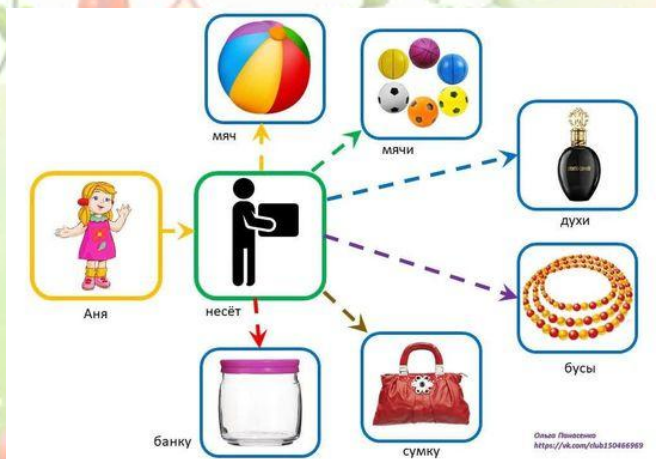 мяч
мячи
духи
Аня
несёт
бусы
банку
сумку
Ольга Панасенко
https://vk.com/club150466969